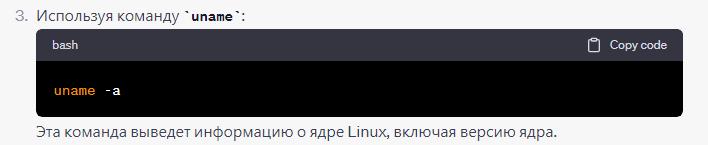 3. Используя команду `uname`:
bash Copy code
uname -a
Эта команда выведет информацию о ядре Linux, включая версию ядра.